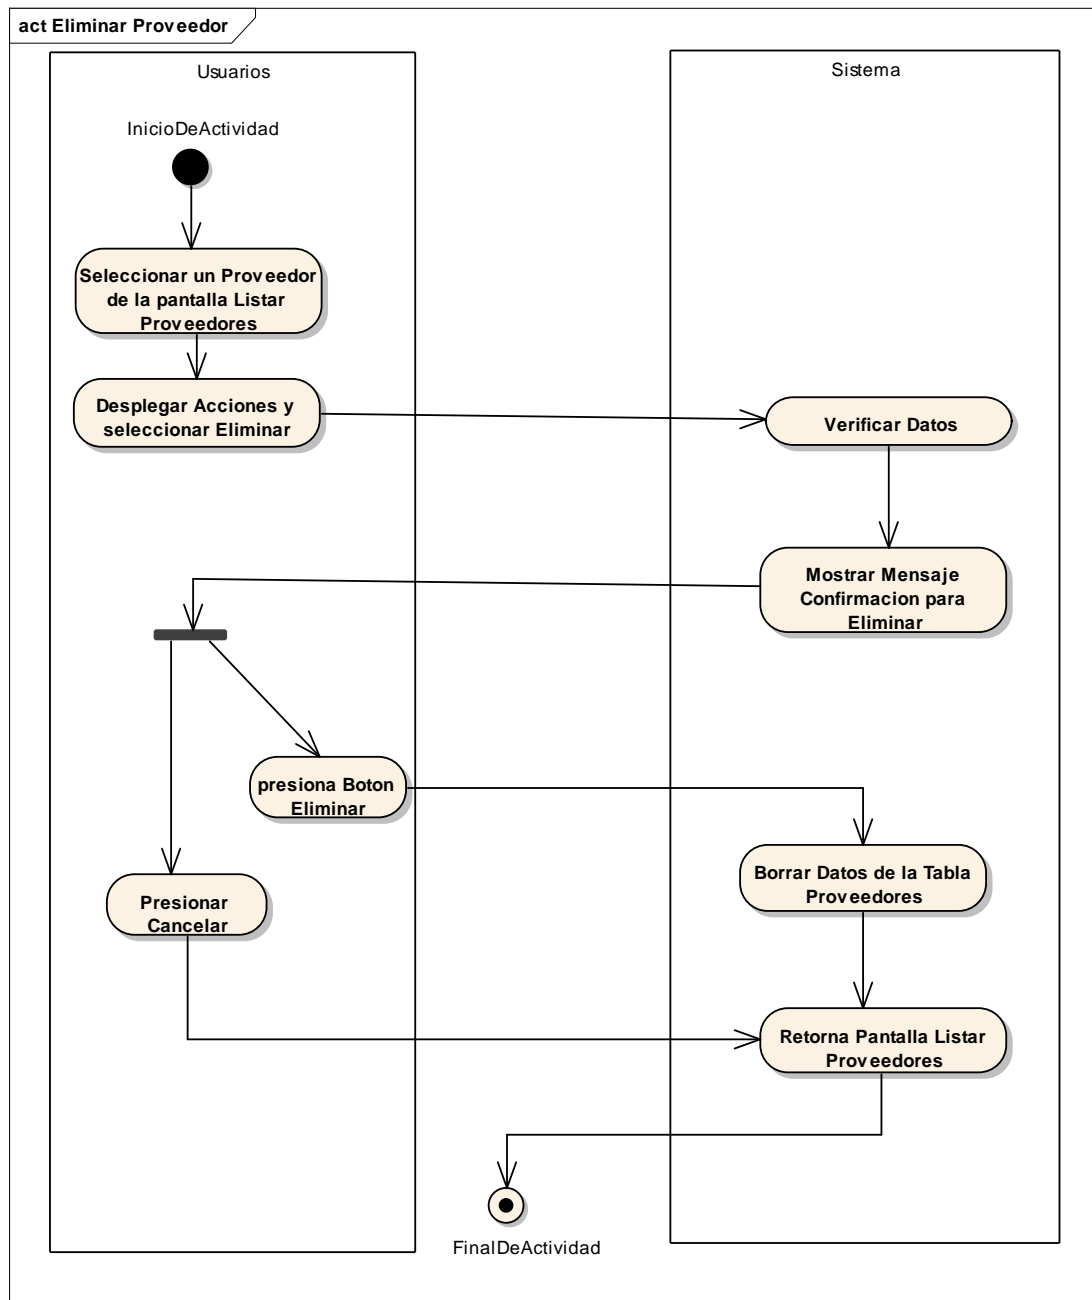 act Eliminar Proveedor
Usuarios
Sistema
InicioDeActividad
Seleccionar un Proveedor
de la pantalla Listar
Proveedores
Desplegar Acciones y
seleccionar Eliminar
Verificar Datos
Mostrar Mensaje
Confirmacion para
Eliminar
presiona Boton
Eliminar
Borrar Datos de la Tabla
Proveedores
Presionar
Cancelar
Retorna Pantalla Listar
Proveedores
FinalDeActividad